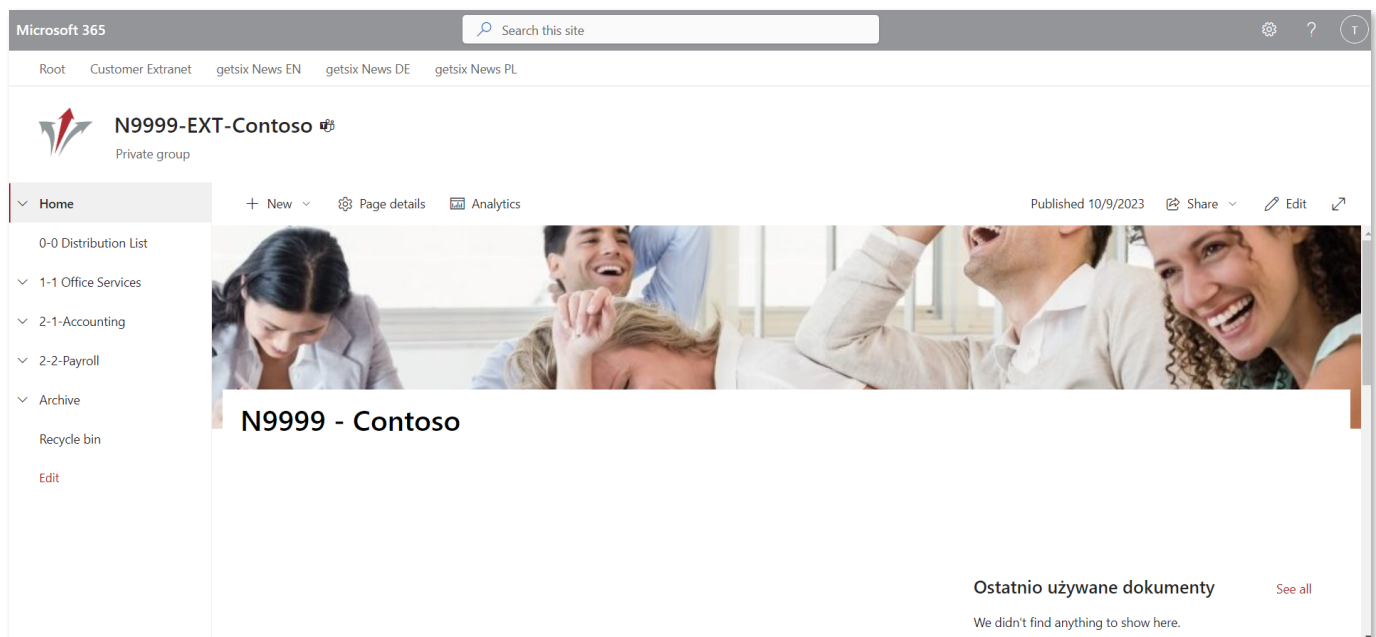 Microsoft 365
Search this site
?
T
Root Customer Extranet getsix News EN getsix News DE getsix News PL
N9999-EXT-Contoso
Private group
Home
+ New Page details Analytics
Published 10/9/2023 Share Edit
0-0 Distribution List
1-1 Office Services
2-1-Accounting
2-2-Payroll
Archive
Recycle bin
Edit
N9999 - Contoso
Ostatnio używane dokumenty See all
We didn't find anything to show here.